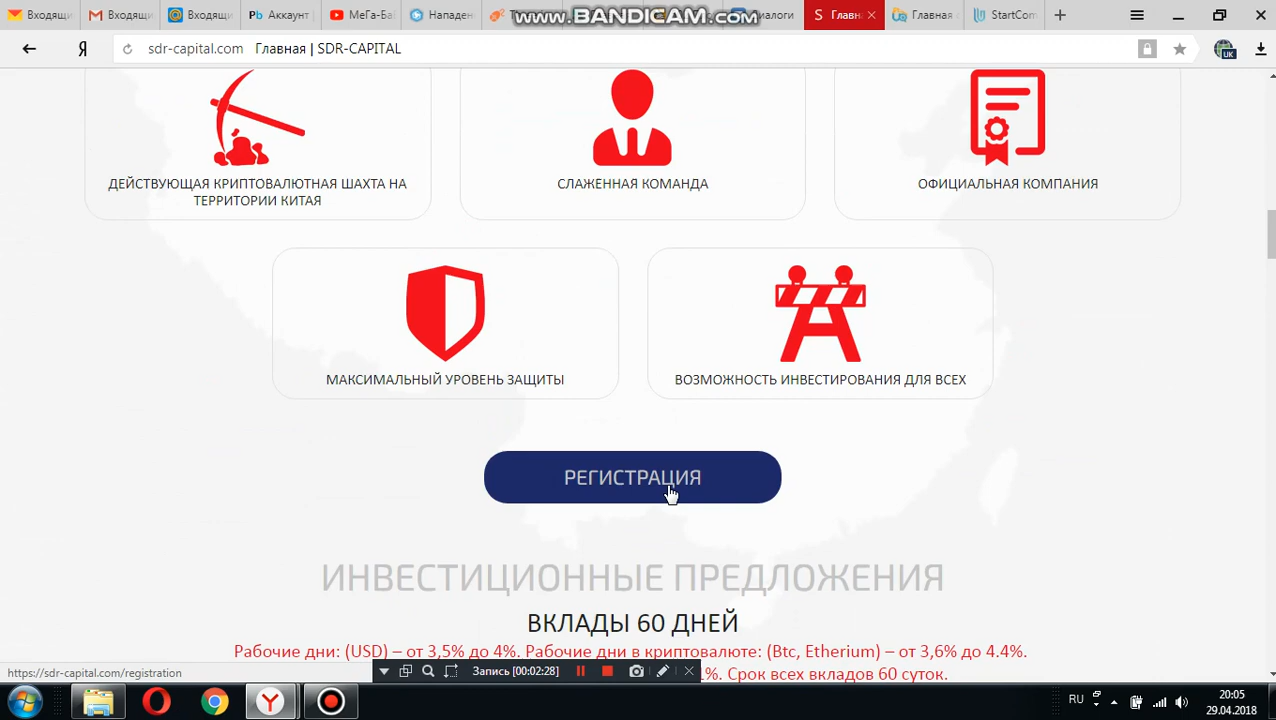 Входящи
Входящи
Входящи
Аккаунт
МеГа-Ба
Нападен
www.BANDICAM.com
иалоги
Главн
Главная
StartCom
sdr-capital.com Главная | SDR-CAPITAL
UK
ДЕЙСТВУЮЩАЯ КРИПТОВАЛЮТНАЯ ШАХТА НА
ТЕРРИТОРИИ КИТАЯ
СЛАЖЕННАЯ КОМАНДА
ОФИЦИАЛЬНАЯ КОМПАНИЯ
МАКСИМАЛЬНЫЙ УРОВЕНЬ ЗАЩИТЫ
ВОЗМОЖНОСТЬ ИНВЕСТИРОВАНИЯ ДЛЯ ВСЕХ
РЕГИСТРАЦИЯ
ИНВЕСТИЦИОННЫЕ ПРЕДЛОЖЕНИЯ
ВКЛАДЫ 60 ДНЕЙ
Рабочие дни: (USD) – от 3,5% до 4%. Рабочие дни в криптовалюте: (Btc, Etherium) – от 3,6% до 4.4%.
1%. Срок всех вкладов 60 суток.
https://sdr-capital.com/registration
Запись [00:02:28]
RU
20:05
29.04.2018